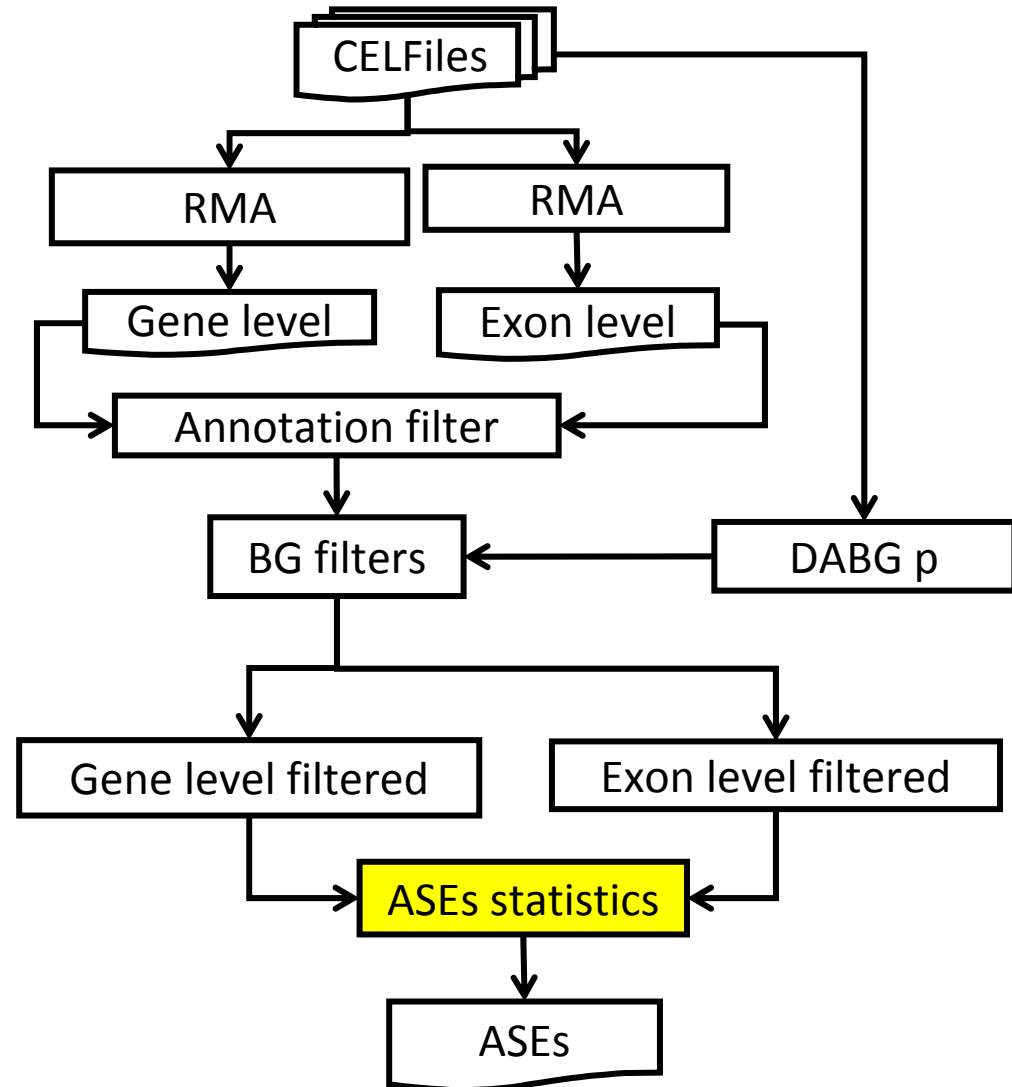 CELFiles
RMA
RMA
Gene level
Exon level
Annotation filter
BG filters
DABG p
Gene level filtered
Exon level filtered
ASEs statistics
ASEs